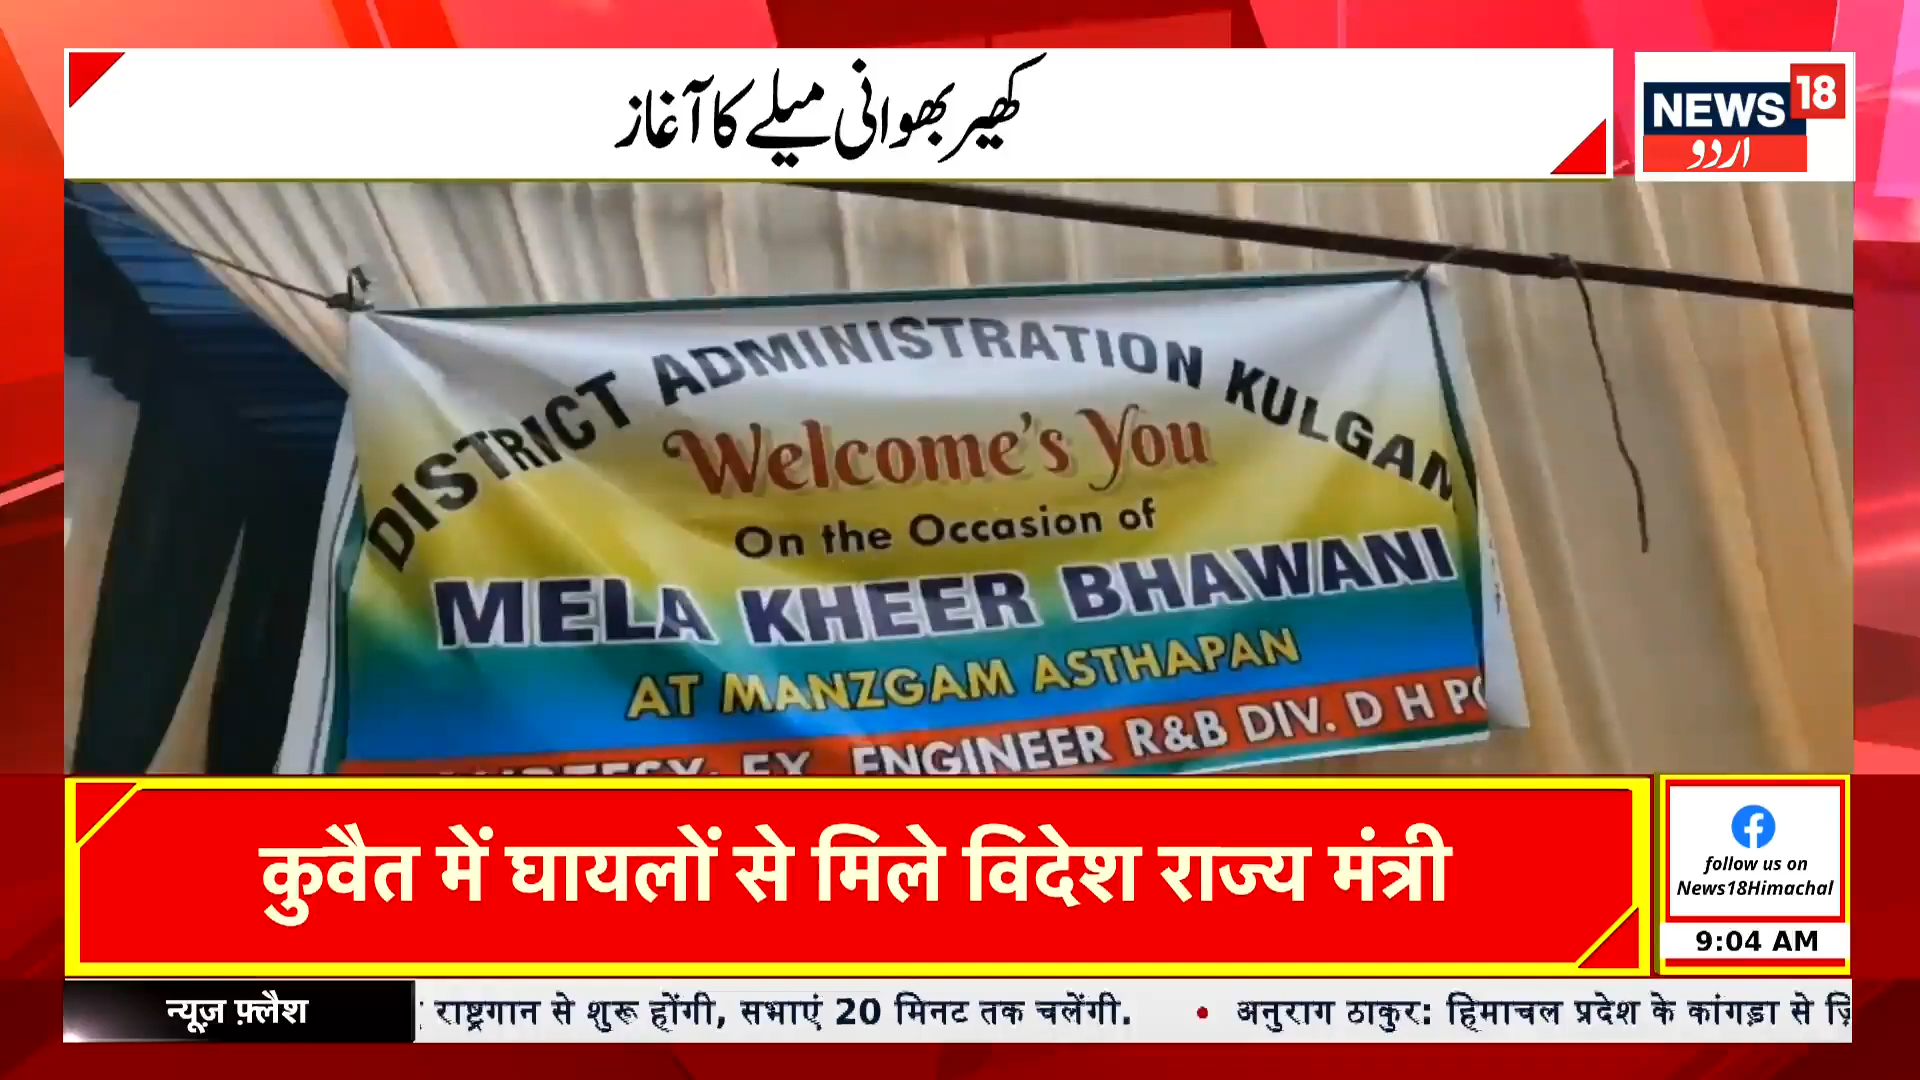 کھیر بھوانی میلے کا آغاز
NEWS 18
اردو
DISTRICT ADMINISTRATION KULGAM
Welcome's You
On the Occasion of
MELA KHEER BHAWANI
AT MANZGAM ASTHAPAN
EX. ENGINEER R&B DIV. D H
कुवैत में घायलों से मिले विदेश राज्य मंत्री
follow us on
News18Himachal
9:04 AM
न्यूज़ फ़्लैश
राष्ट्रगान से शुरू होंगी, सभाएं 20 मिनट तक चलेंगी. • अनुराग ठाकुर: हिमाचल प्रदेश के कांगड़ा से